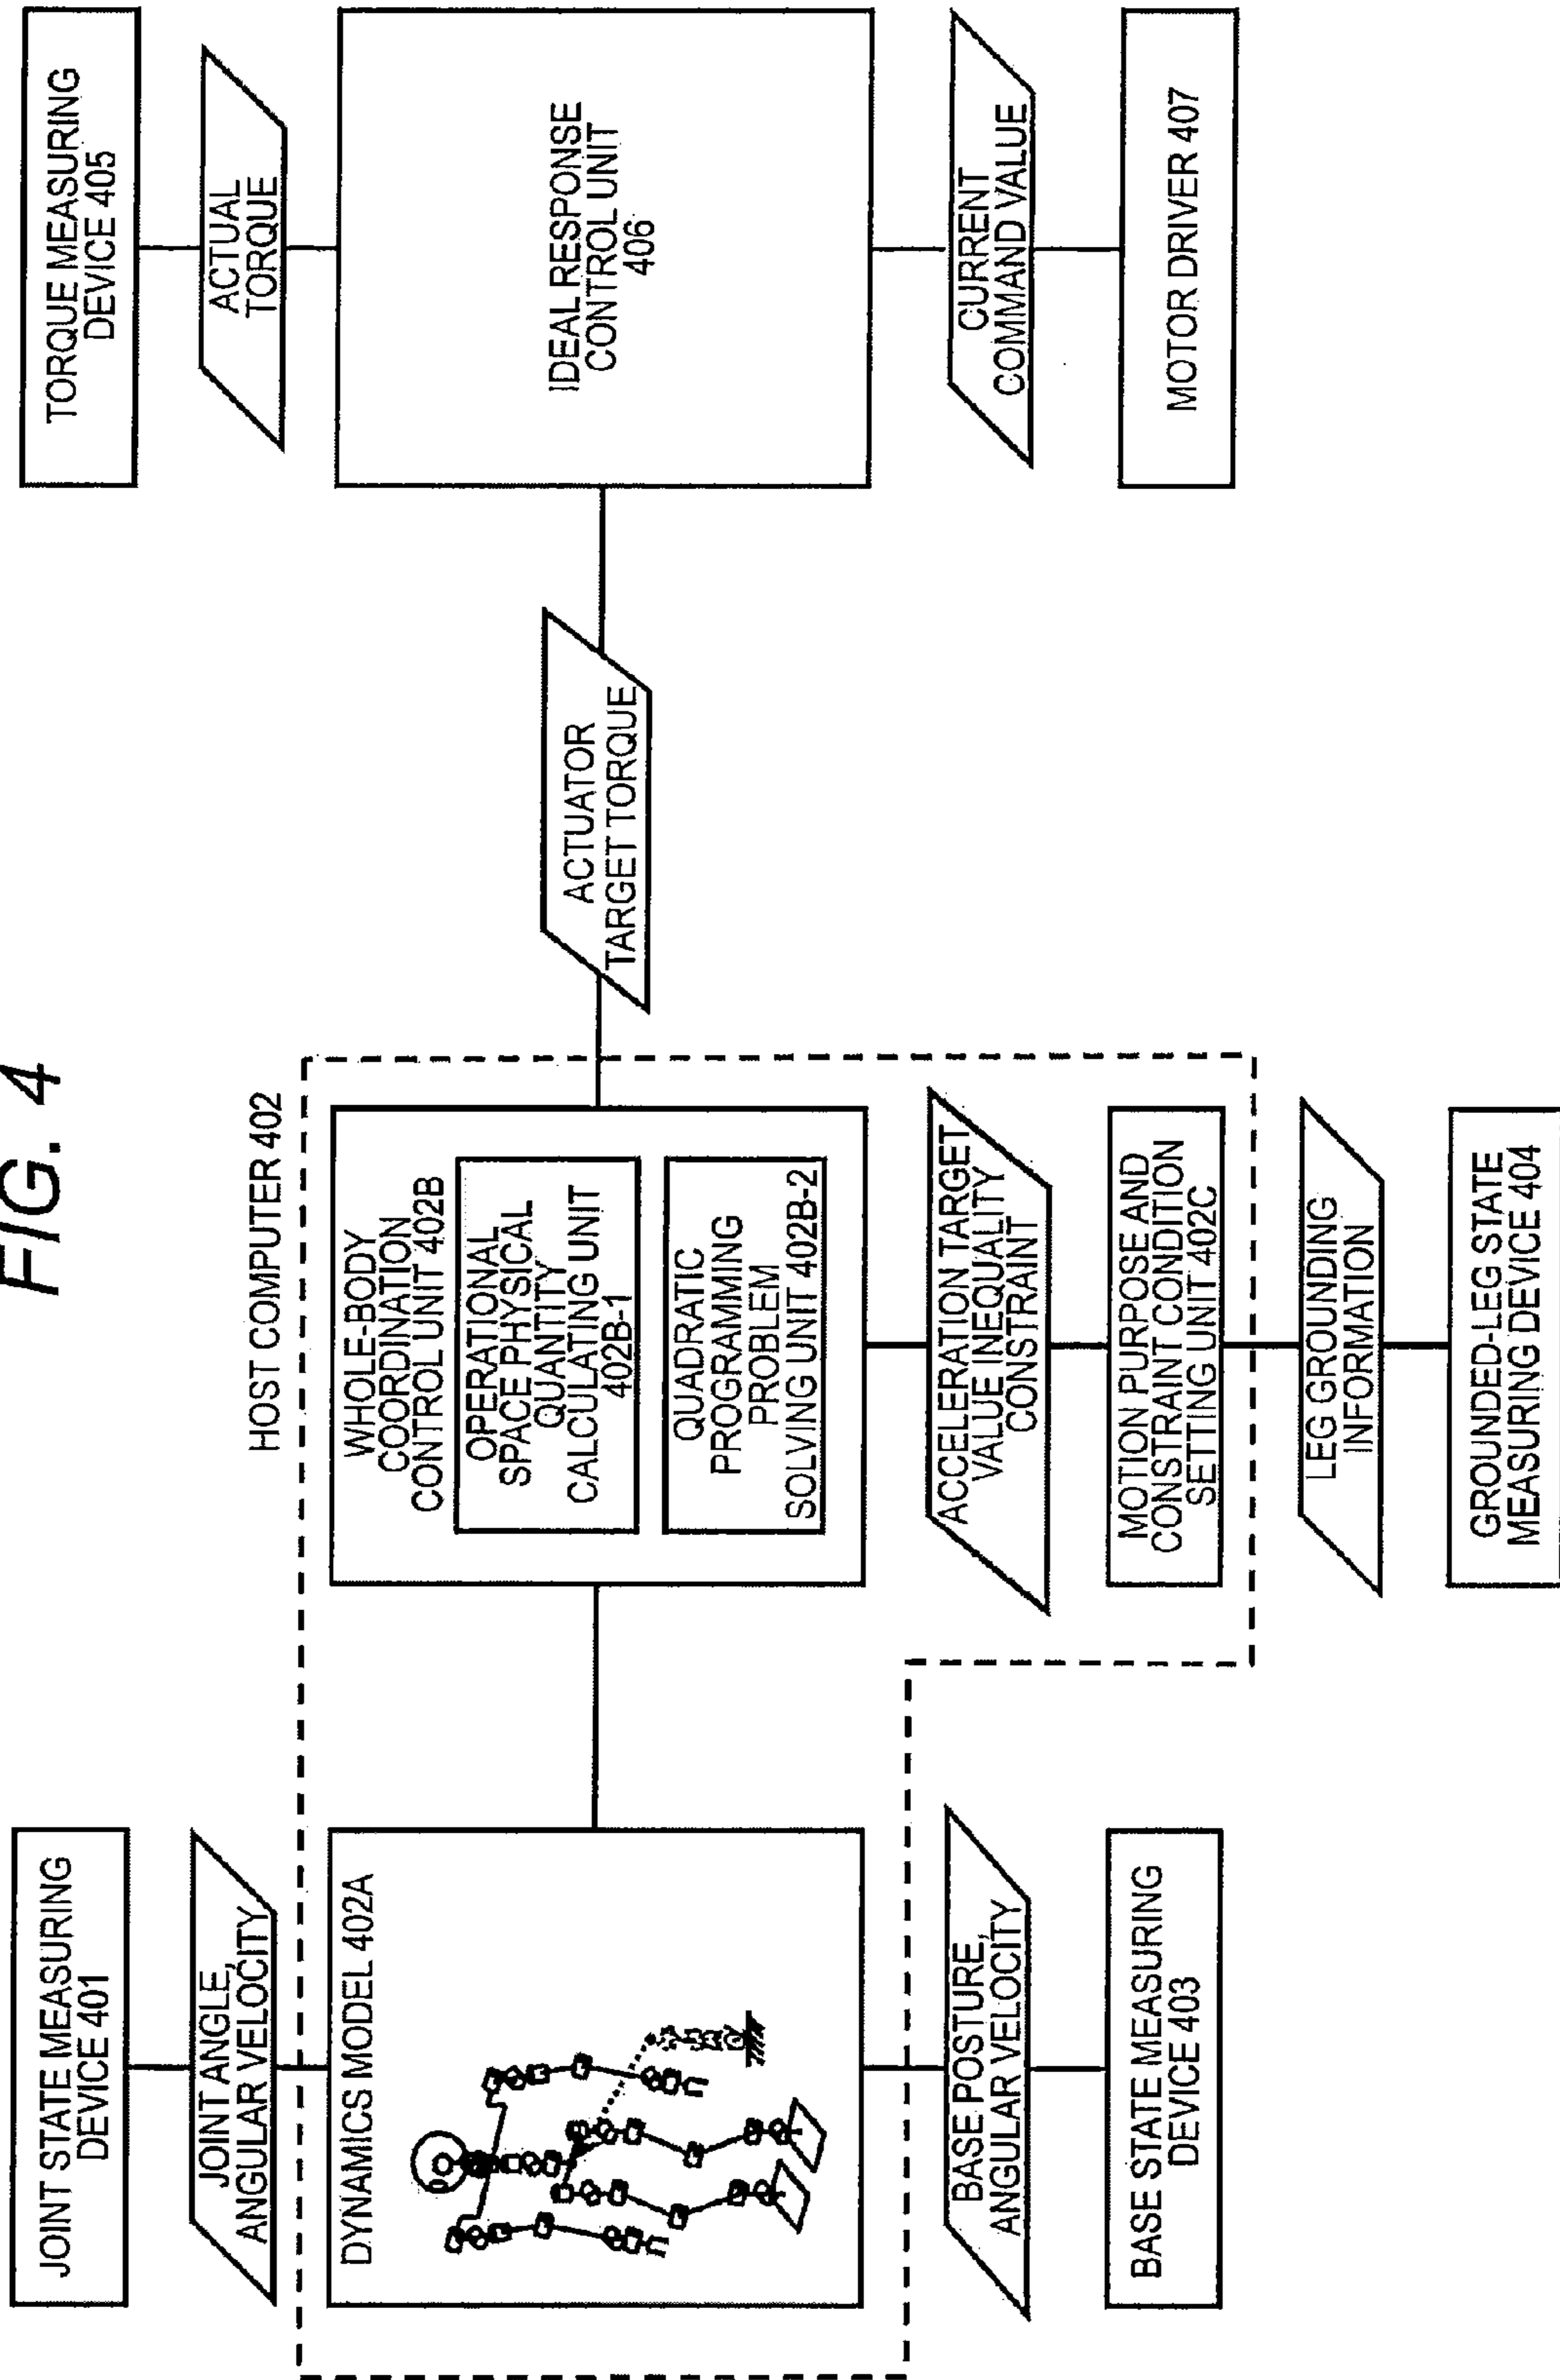 FIG. 4
JOINT STATE MEASURING
DEVICE 401
JOINT ANGLE,
ANGULAR VELOCITY
DYNAMICS MODEL 402A
BASE POSTURE,
ANGULAR VELOCITY
BASE STATE MEASURING
DEVICE 403
HOST COMPUTER 402
WHOLE-BODY
COORDINATION
CONTROL UNIT 402B
OPERATIONAL
SPACE PHYSICAL
QUANTITY
CALCULATING UNIT
402B-1
QUADRATIC
PROGRAMMING
PROBLEM
SOLVING UNIT 402B-2
ACCELERATION TARGET
VALUE INEQUALITY
CONSTRAINT
MOTION PURPOSE AND
CONSTRAINT CONDITION
SETTING UNIT 402C
LEG GROUNDING
INFORMATION
GROUNDED-LEG STATE
MEASURING DEVICE 404
ACTUATOR
TARGET TORQUE
TORQUE MEASURING
DEVICE 405
ACTUAL
TORQUE
IDEAL RESPONSE
CONTROL UNIT
406
CURRENT
COMMAND VALUE
MOTOR DRIVER 407